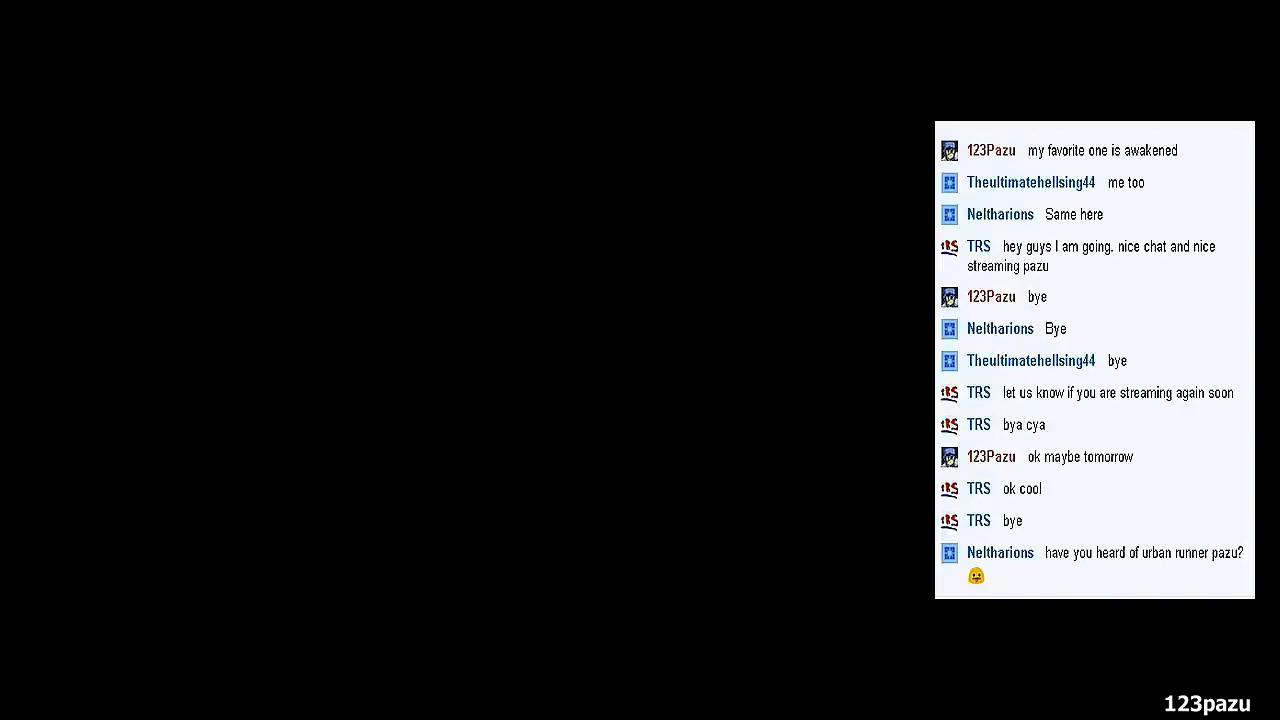 123Pazu my favorite one is awakened
Theultimatehellsing44 me too
Neltharions Same here
TRS hey guys I am going. nice chat and nice
streaming pazu
123Pazu bye
Neltharions Bye
Theultimatehellsing44 bye
TRS let us know if you are streaming again soon
TRS bya cya
123Pazu ok maybe tomorrow
TRS ok cool
TRS bye
Neltharions have you heard of urban runner pazu?
123pazu